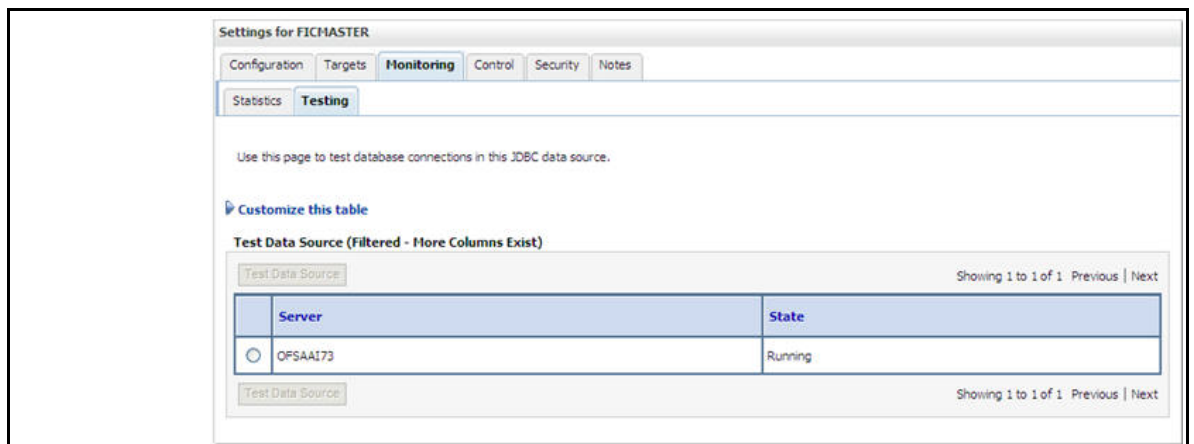 Settings for FICMASTER
Configuration Targets Monitoring Control Security Notes
Statistics Testing
Use this page to test database connections in this JDBC data source.
Customize this table
Test Data Source (Filtered - More Columns Exist)
Test Data Source Showing 1 to 1 of 1 Previous | Next
Server State
OFSAAI73 Running
Test Data Source Showing 1 to 1 of 1 Previous | Next